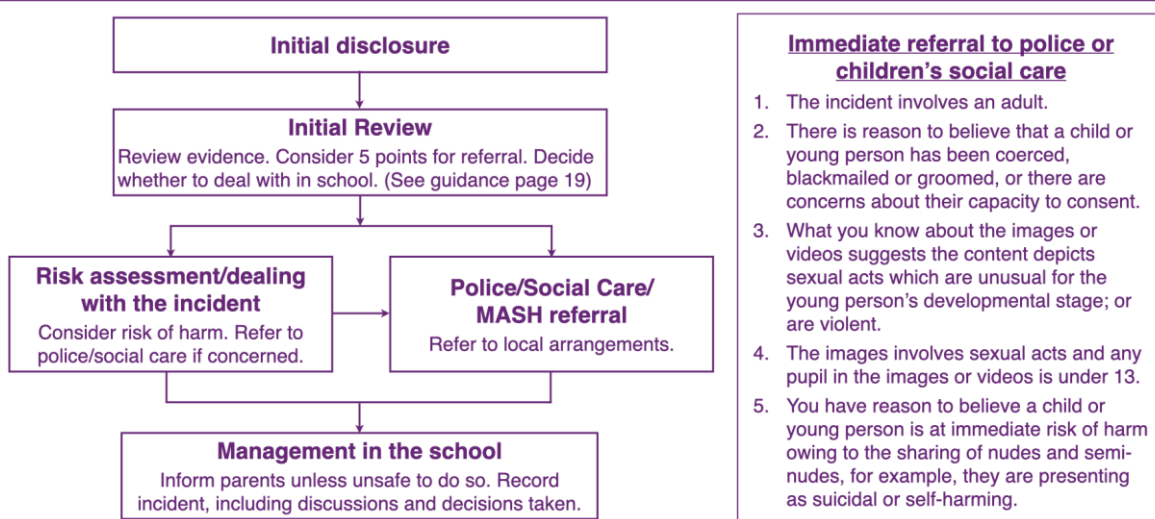 Initial disclosure
Initial Review
Review evidence. Consider 5 points for referral. Decide
whether to deal with in school. (See guidance page 19)
Risk assessment/dealing
with the incident
Consider risk of harm. Refer to
police/social care if concerned.
Police/Social Care/
MASH referral
Refer to local arrangements.
Management in the school
Inform parents unless unsafe to do so. Record
incident, including discussions and decisions taken.
Immediate referral to police or
children's social care
1. The incident involves an adult.
2. There is reason to believe that a child or
young person has been coerced,
blackmailed or groomed, or there are
concerns about their capacity to consent.
3. What you know about the images or
videos suggests the content depicts
sexual acts which are unusual for the
young person's developmental stage; or
are violent.
4. The images involves sexual acts and any
pupil in the images or videos is under 13.
5. You have reason to believe a child or
young person is at immediate risk of harm
owing to the sharing of nudes and semi-
nudes, for example, they are presenting
as suicidal or self-harming.